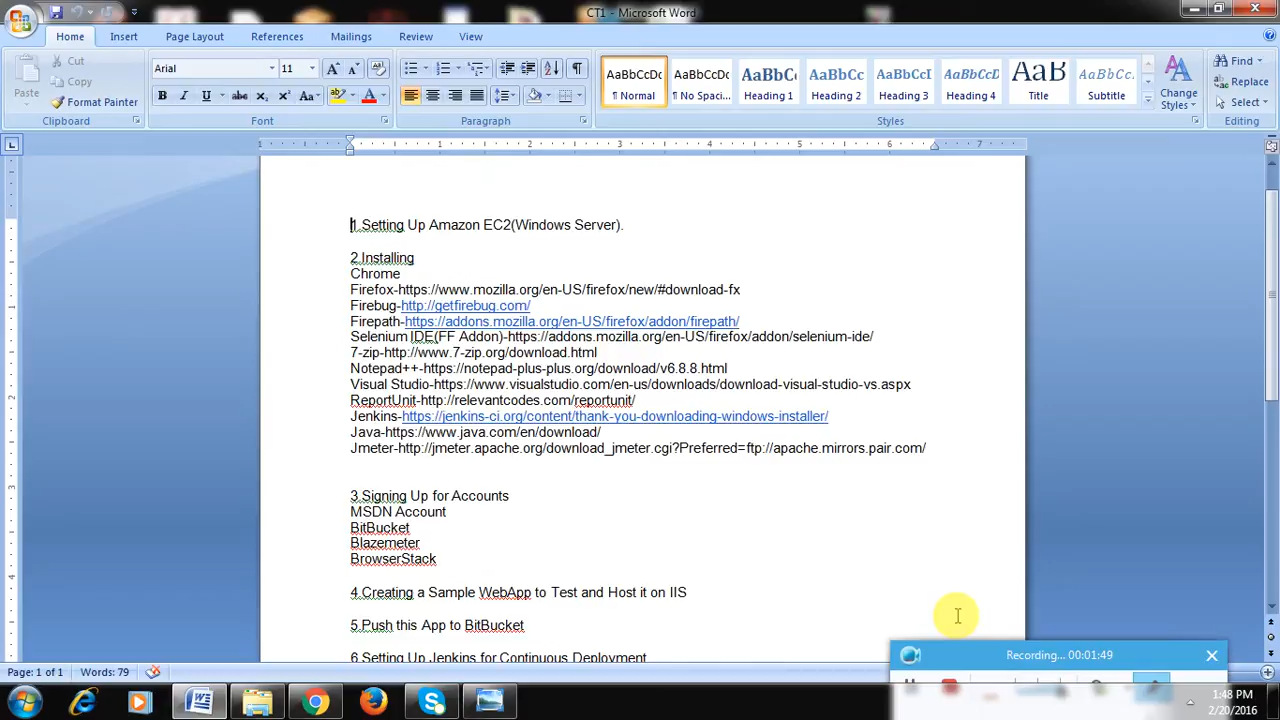 CT1 - Microsoft Word
Home Insert Page Layout References Mailings Review View
Paste
Cut
Copy
Format Painter
Clipboard
Arial 11
Font
Paragraph
AaBbCcDc AaBbCcDc AaBbC AaBbCc AaBbCcI AaBbCcD AaB AaBbCc
¶ Normal ¶ No Spaci... Heading 1 Heading 2 Heading 3 Heading 4 Title Subtitle
Styles
Change Styles
Find
Replace
Select
Editing
1 1 2 3 4 5 6 7
1.Setting Up Amazon EC2(Windows Server).
2.Installing
Chrome
Firefox-https://www.mozilla.org/en-US/firefox/new/#download-fx
Firebug-http://getfirebug.com/
Firepath-https://addons.mozilla.org/en-US/firefox/addon/firepath/
Selenium IDE(FF Addon)-https://addons.mozilla.org/en-US/firefox/addon/selenium-ide/
7-zip-http://www.7-zip.org/download.html
Notepad++-https://notepad-plus-plus.org/download/v6.8.8.html
Visual Studio-https://www.visualstudio.com/en-us/downloads/download-visual-studio-vs.aspx
ReportUnit-http://relevantcodes.com/reportunit/
Jenkins-https://jenkins-ci.org/content/thank-you-downloading-windows-installer/
Java-https://www.java.com/en/download/
Jmeter-http://jmeter.apache.org/download_jmeter.cgi?Preferred=ftp://apache.mirrors.pair.com/
3.Signing Up for Accounts
MSDN Account
BitBucket
Blazemeter
BrowserStack
4.Creating a Sample WebApp to Test and Host it on IIS
5.Push this App to BitBucket
6.Setting Up Jenkins for Continuous Deployment
Recording... 00:01:49
Page: 1 of 1 Words: 79
1:48 PM
2/20/2016